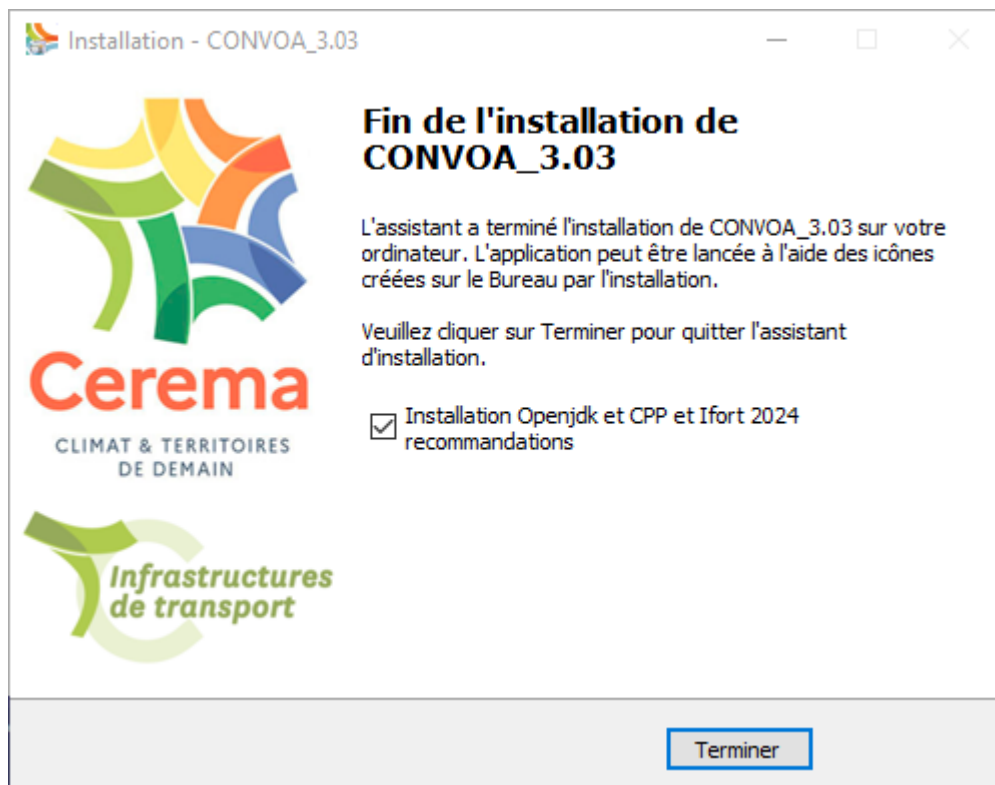 Installation - CONVOA_3.03
Fin de l'installation de
CONVOA_3.03
L'assistant a terminé l'installation de CONVOA_3.03 sur votre
ordinateur. L'application peut être lancée à l'aide des icônes
créées sur le Bureau par l'installation.
Veuillez cliquer sur Terminer pour quitter l'assistant
d'installation.
Installation Openjdk et CPP et Ifort 2024
recommandations
Cerema
CLIMAT & TERRITOIRES
DE DEMAIN
Infrastructures
de transport
Terminer